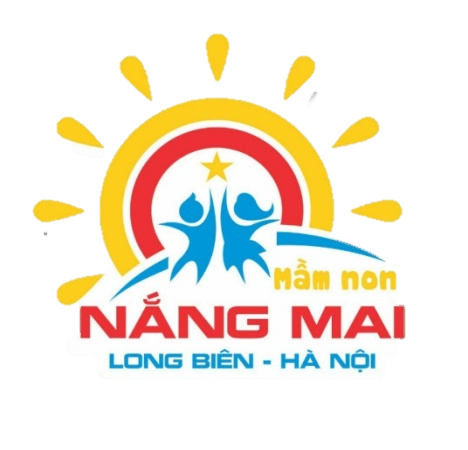 Mầm non
NẮNG MAI
LONG BIÊN - HÀ NỘI